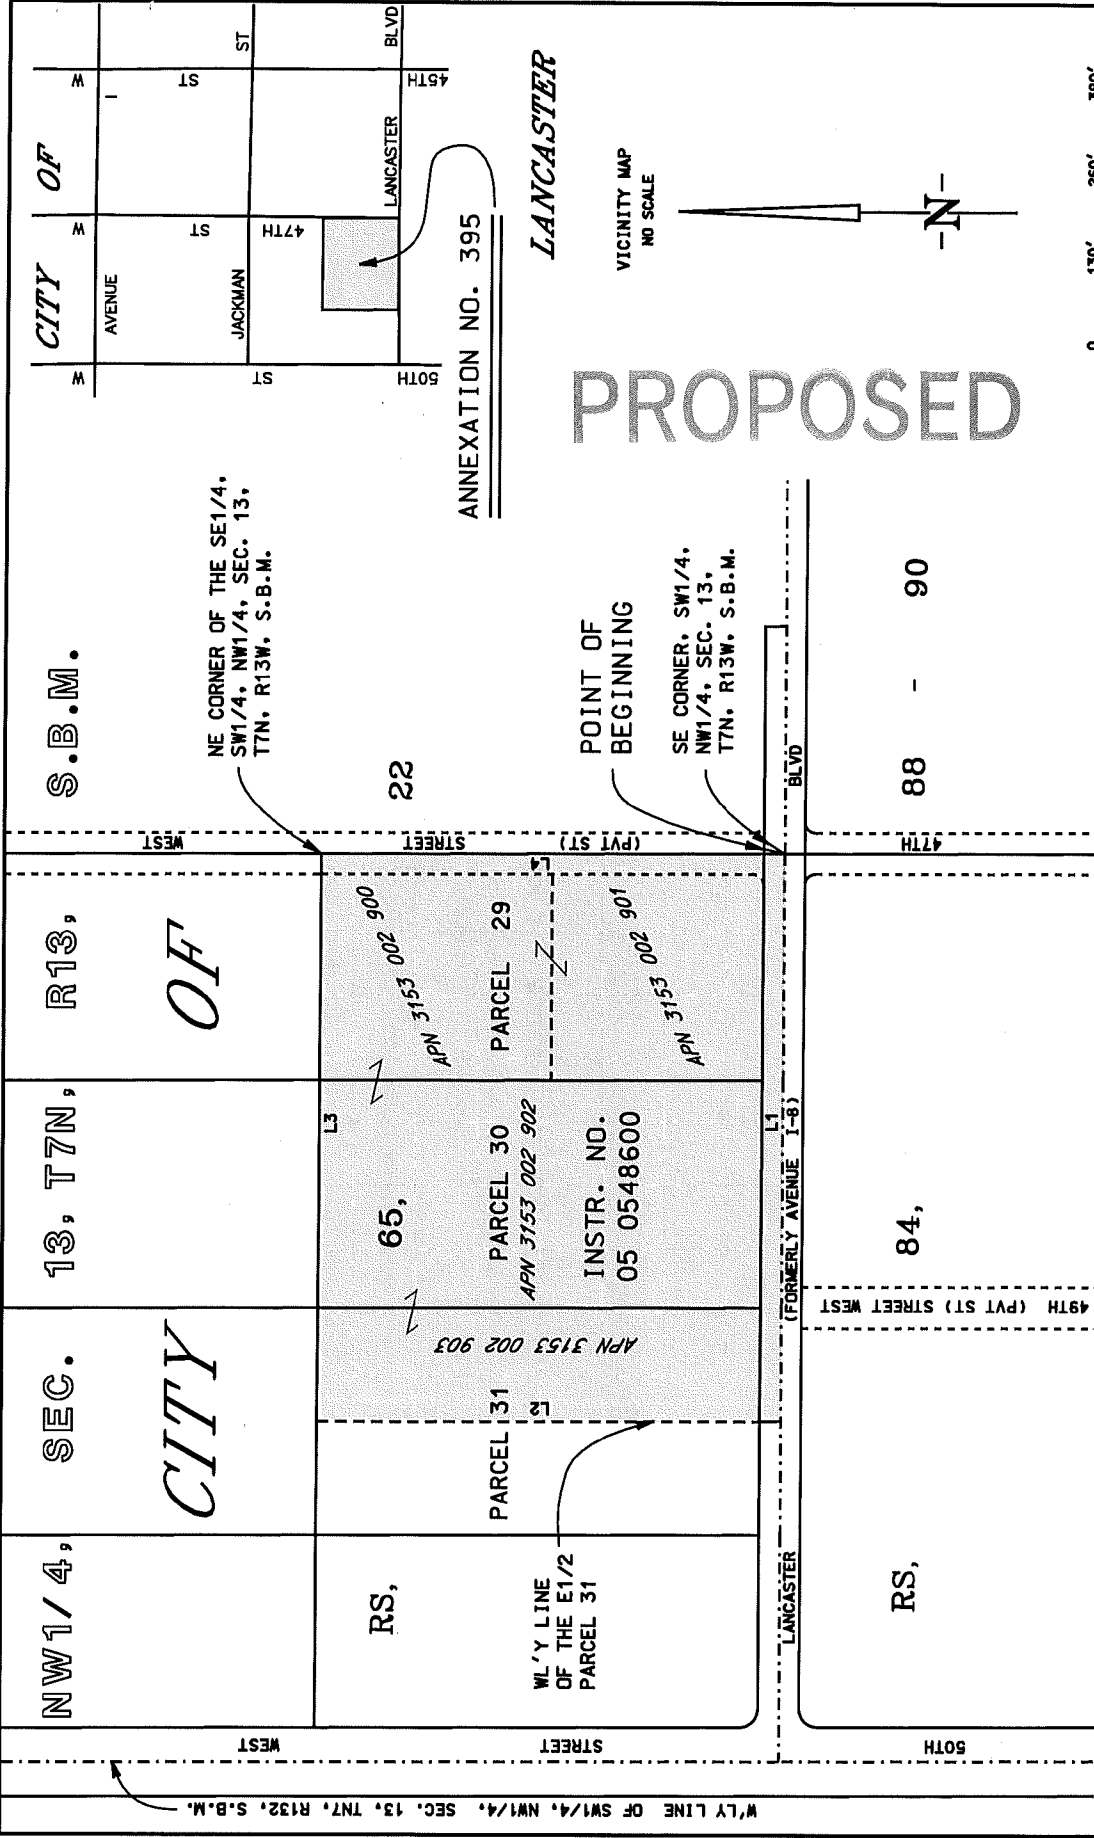 NW1/4, SEC. 13, T7N, R13, S.B.M.
CITY OF
CITY OF
LANCASTER
W
W
W
AVENUE I
ST
ST
ST
JACKMAN ST
47TH
50TH
45TH
LANCASTER BLVD
ANNEXATION NO. 395
VICINITY MAP
NO SCALE
-N-
PROPOSED
NE CORNER OF THE SE1/4,
SW1/4, NW1/4, SEC. 13,
T7N, R13W, S.B.M.
POINT OF
BEGINNING
SE CORNER, SW1/4,
NW1/4, SEC. 13,
T7N, R13W, S.B.M.
W'LY LINE OF SW1/4, NW1/4, SEC. 13, TN7, R132, S.B.M.
50TH STREET WEST
47TH (PVT ST) STREET WEST
RS, 65, 22
L3
L2
L4
L1
PARCEL 31
APN 3153 002 903
PARCEL 30
APN 3153 002 902
INSTR. NO.
05 0548600
PARCEL 29
APN 3153 002 900
APN 3153 002 901
WL'Y LINE
OF THE E1/2
PARCEL 31
LANCASTER BLVD
(FORMERLY AVENUE I-8)
49TH (PVT ST) STREET WEST
RS, 84, 88 - 90
0 130'